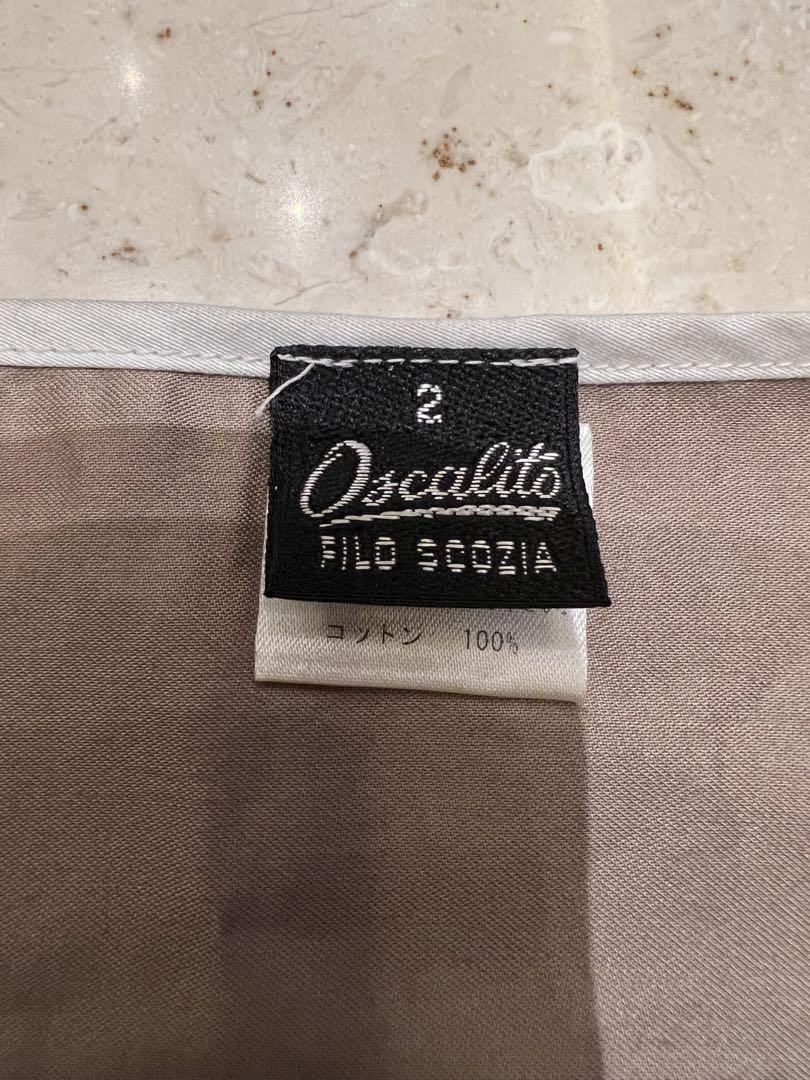 2
Oscalito
FILO SCOZIA
コットン 100%